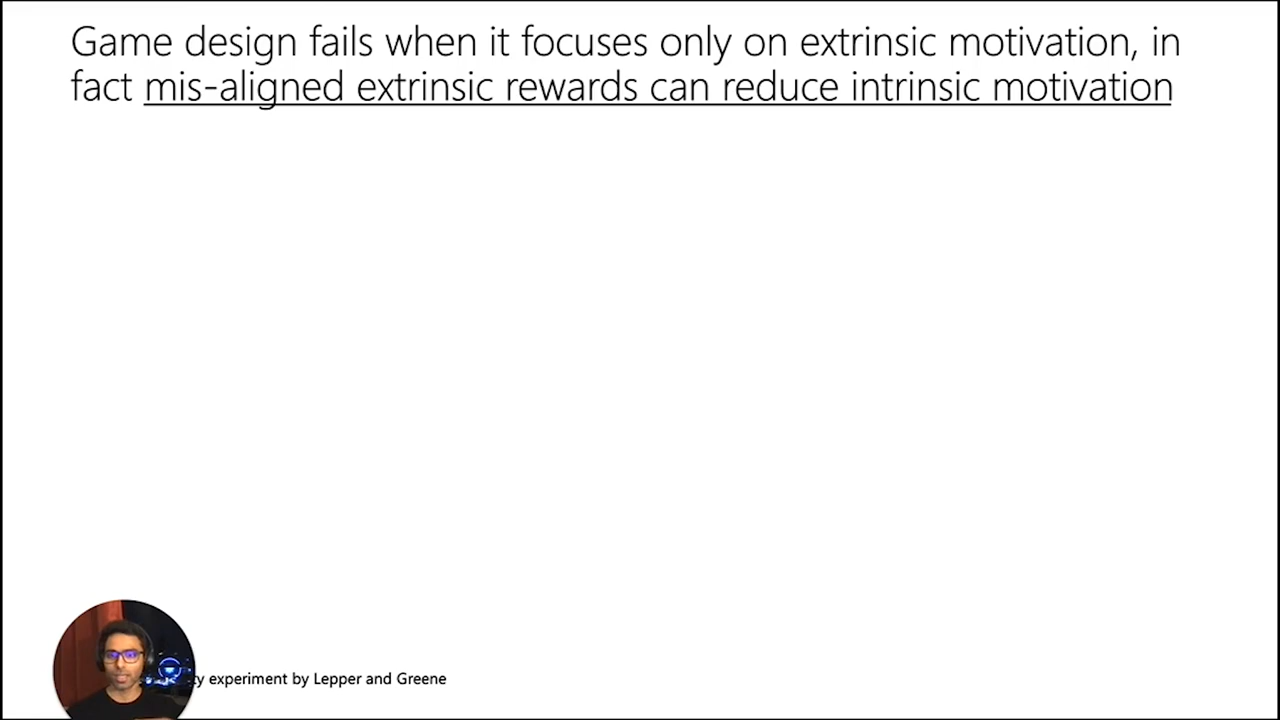 Game design fails when it focuses only on extrinsic motivation, in
fact mis-aligned extrinsic rewards can reduce intrinsic motivation
experiment by Lepper and Greene